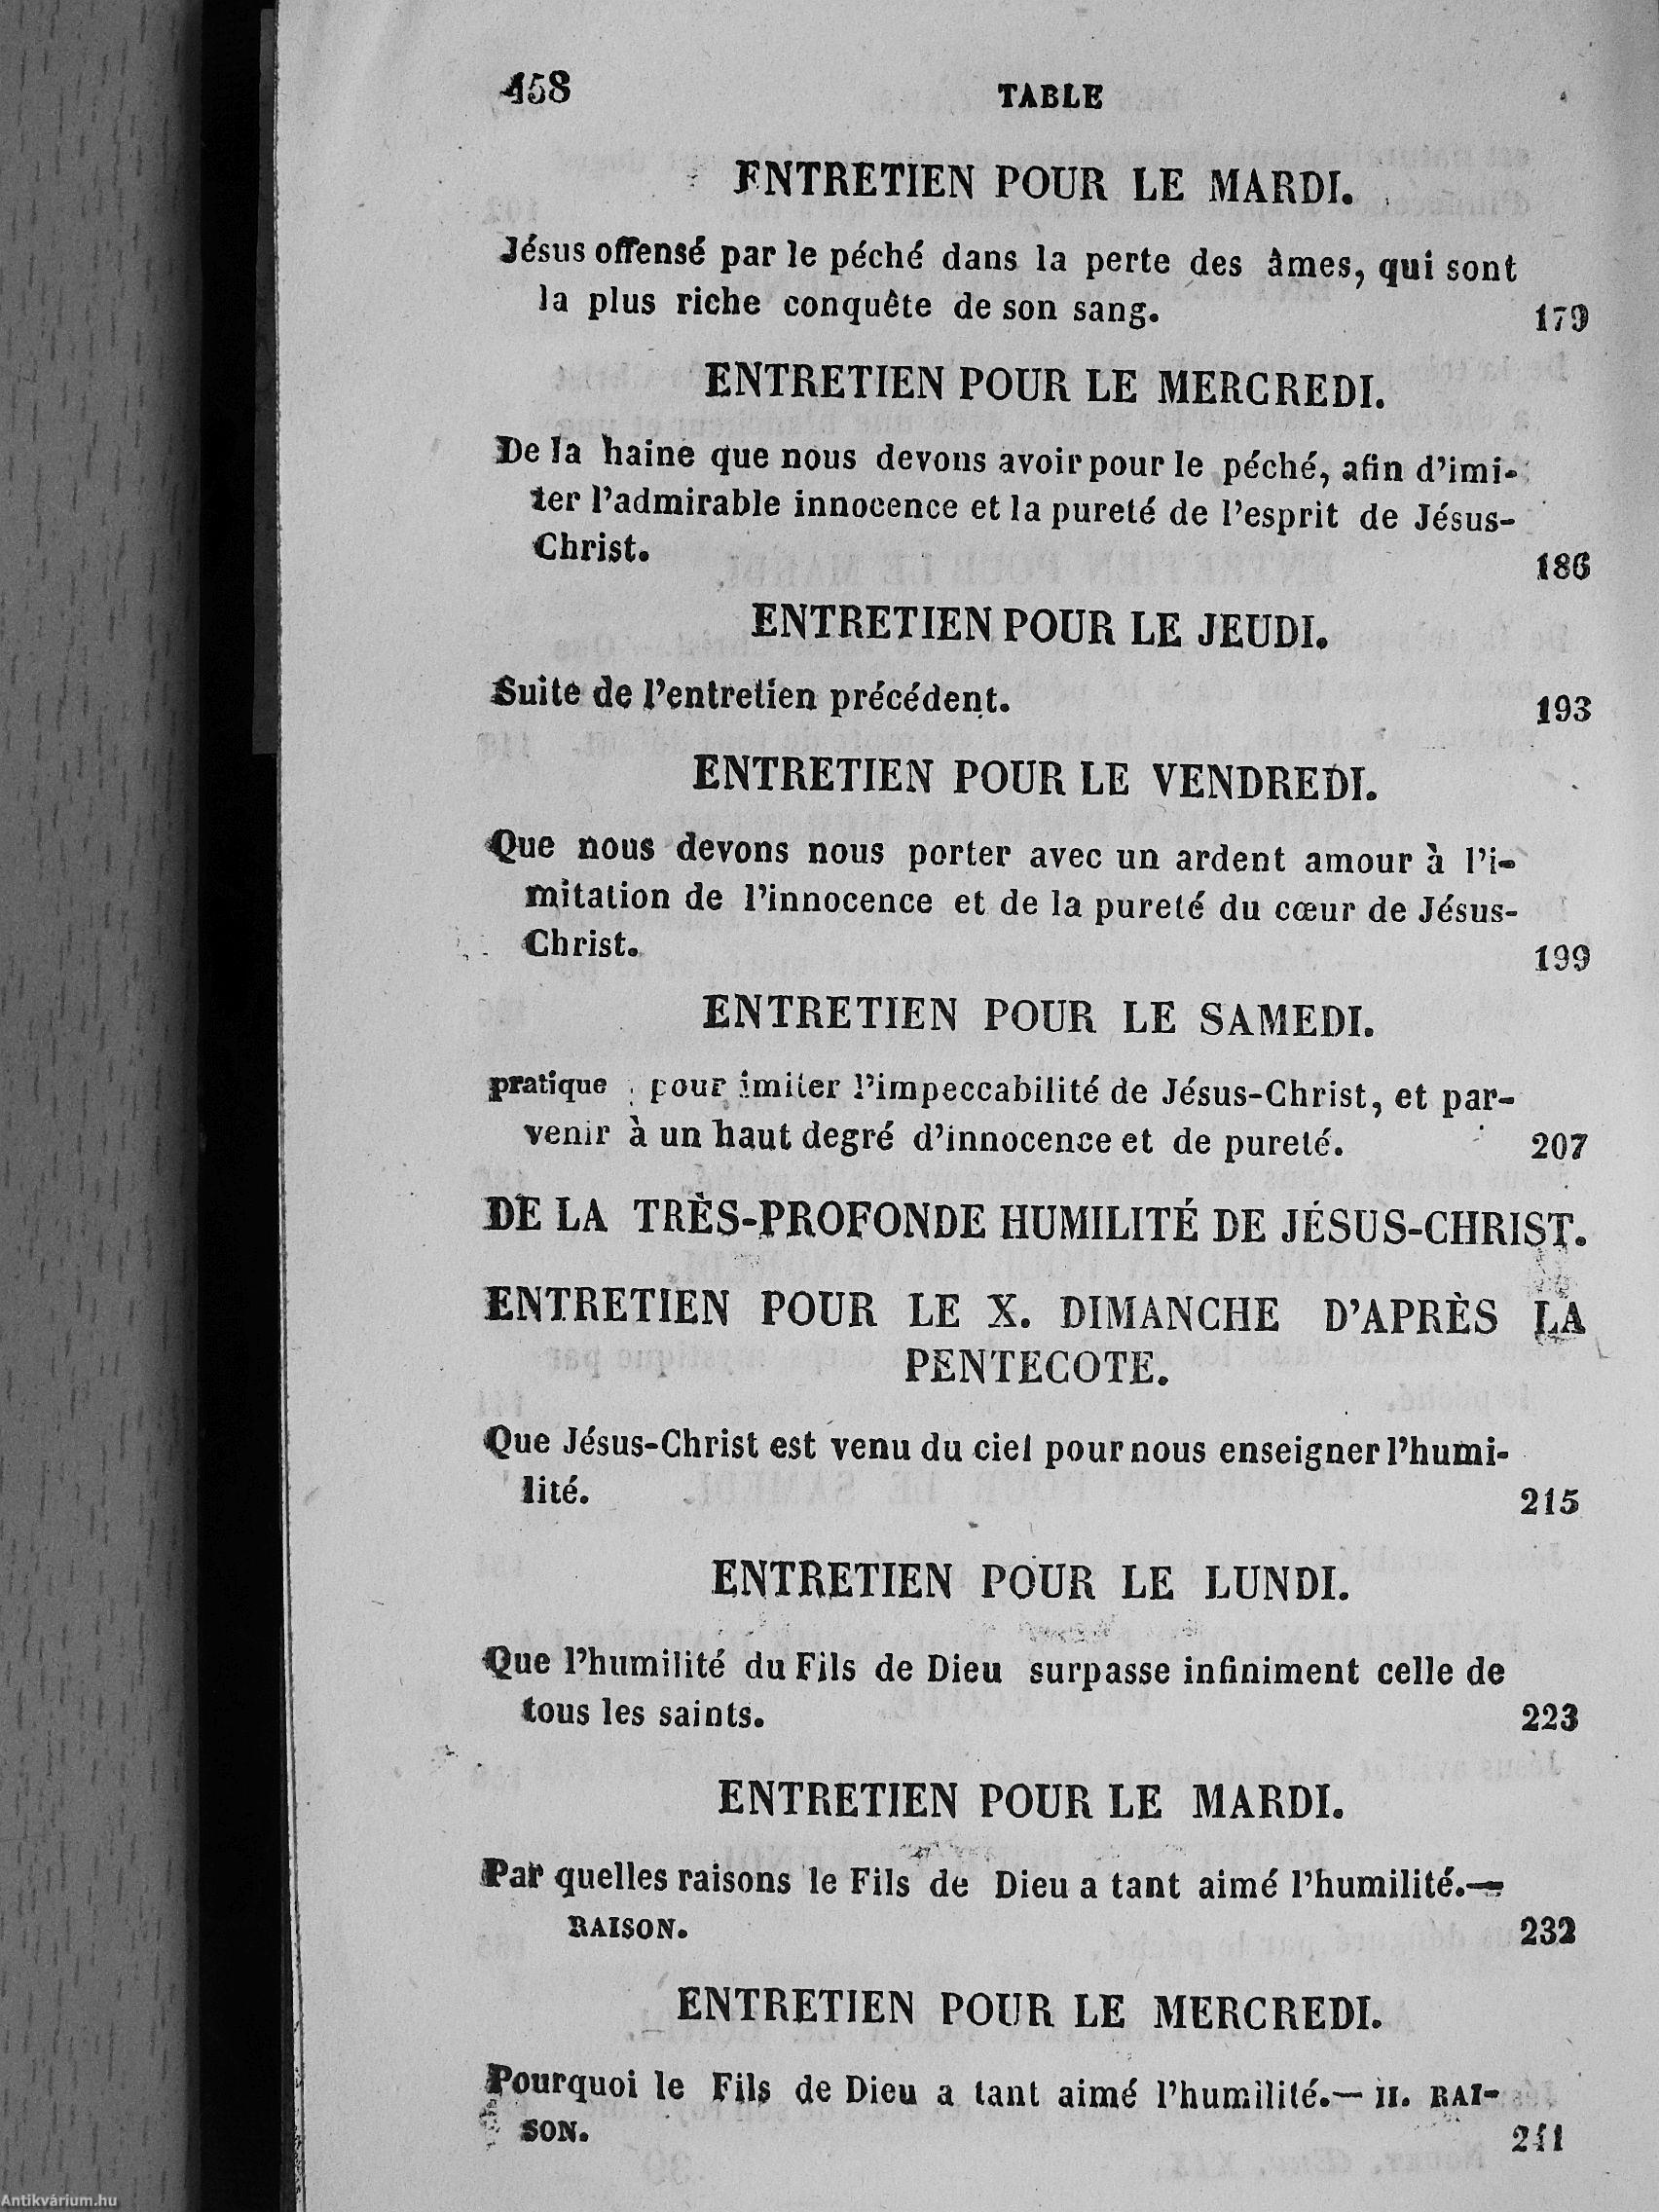 458 TABLE
ENTRETIEN POUR LE MARDI.
Jésus offensé par le péché dans la perte des âmes, qui sont
la plus riche conquête de son sang. 179
ENTRETIEN POUR LE MERCREDI.
De la haine que nous devons avoir pour le péché, afin d'imi-
ter l'admirable innocence et la pureté de l'esprit de Jésus-
Christ. 186
ENTRETIEN POUR LE JEUDI.
Suite de l'entretien précédent. 193
ENTRETIEN POUR LE VENDREDI.
Que nous devons nous porter avec un ardent amour à l'i-
mitation de l'innocence et de la pureté du cœur de Jésus-
Christ. 199
ENTRETIEN POUR LE SAMEDI.
pratique pour imiter l'impeccabilité de Jésus-Christ, et par-
venir à un haut degré d'innocence et de pureté. 207
DE LA TRÈS-PROFONDE HUMILITÉ DE JÉSUS-CHRIST.
ENTRETIEN POUR LE X. DIMANCHE D'APRÈS LA
PENTECOTE.
Que Jésus-Christ est venu du ciel pour nous enseigner l'humi-
lité. 215
ENTRETIEN POUR LE LUNDI.
Que l'humilité du Fils de Dieu surpasse infiniment celle de
tous les saints. 223
ENTRETIEN POUR LE MARDI.
Par quelles raisons le Fils de Dieu a tant aimé l'humilité.—
RAISON. 232
ENTRETIEN POUR LE MERCREDI.
Pourquoi le Fils de Dieu a tant aimé l'humilité.— II. RAI-
SON. 241
Antikvárium.hu